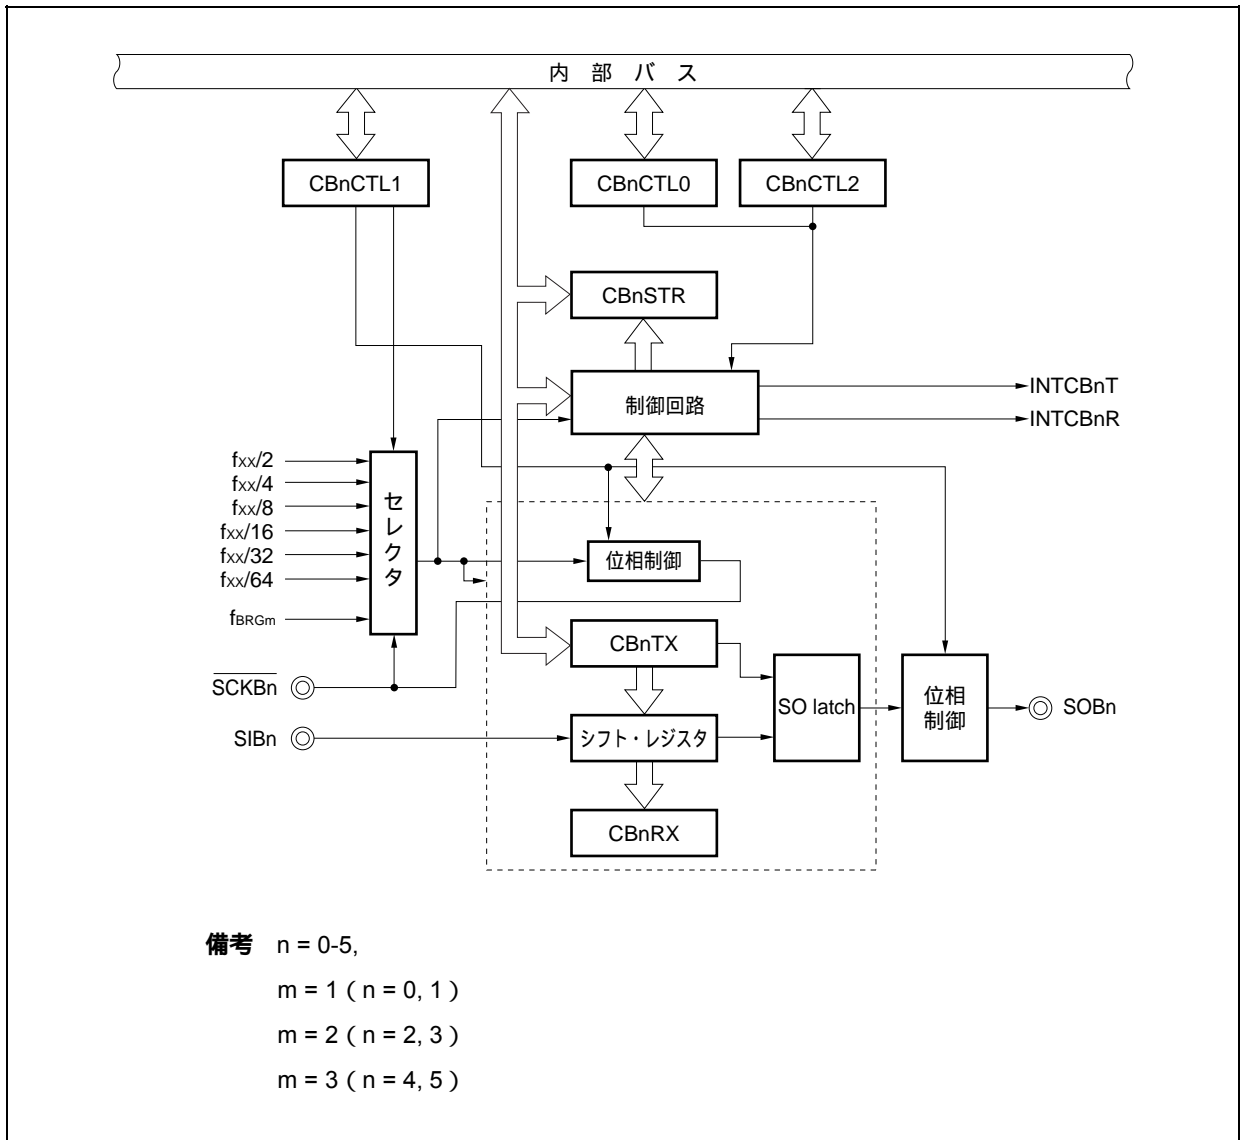 内 部 バ ス
CBnCTL1
CBnCTL0
CBnCTL2
CBnSTR
制御回路
INTCBnT
INTCBnR
fXX/2
fXX/4
fXX/8
fXX/16
fXX/32
fXX/64
fBRGm
セレクタ
位相制御
CBnTX
SCKBn
SO latch
位相
制御
SOBn
SIBn
シフト・レジスタ
CBnRX
備考 n = 0-5,
m = 1 ( n = 0, 1 )
m = 2 ( n = 2, 3 )
m = 3 ( n = 4, 5 )